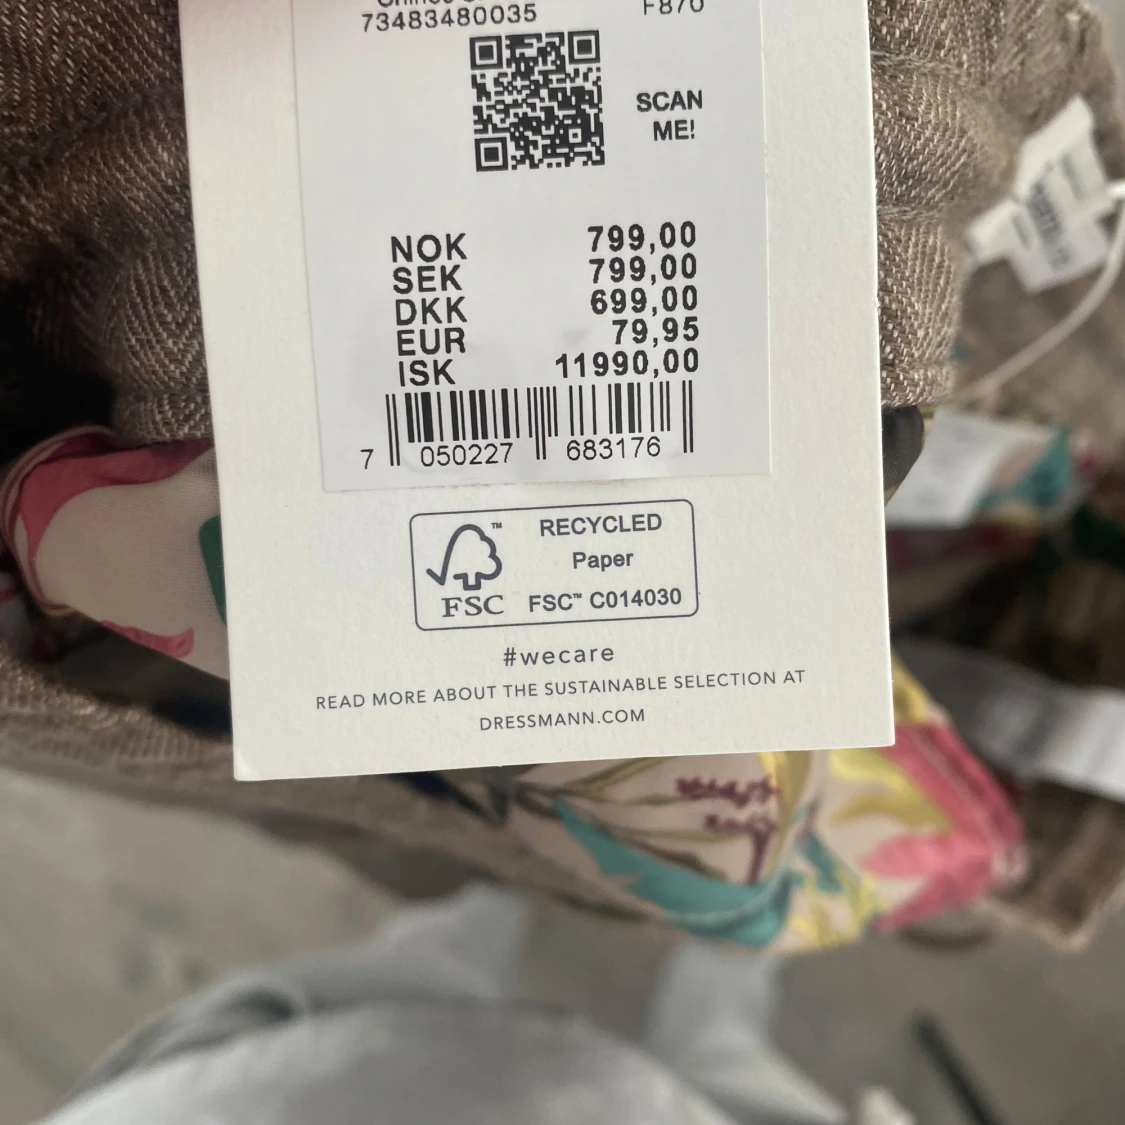 73483480035
F870
SCAN
ME!
NOK 799,00
SEK 799,00
DKK 699,00
EUR 79,95
ISK 11990,00
7 050227 683176
FSC™
RECYCLED
Paper
FSC™ C014030
#wecare
READ MORE ABOUT THE SUSTAINABLE SELECTION AT
DRESSMANN.COM